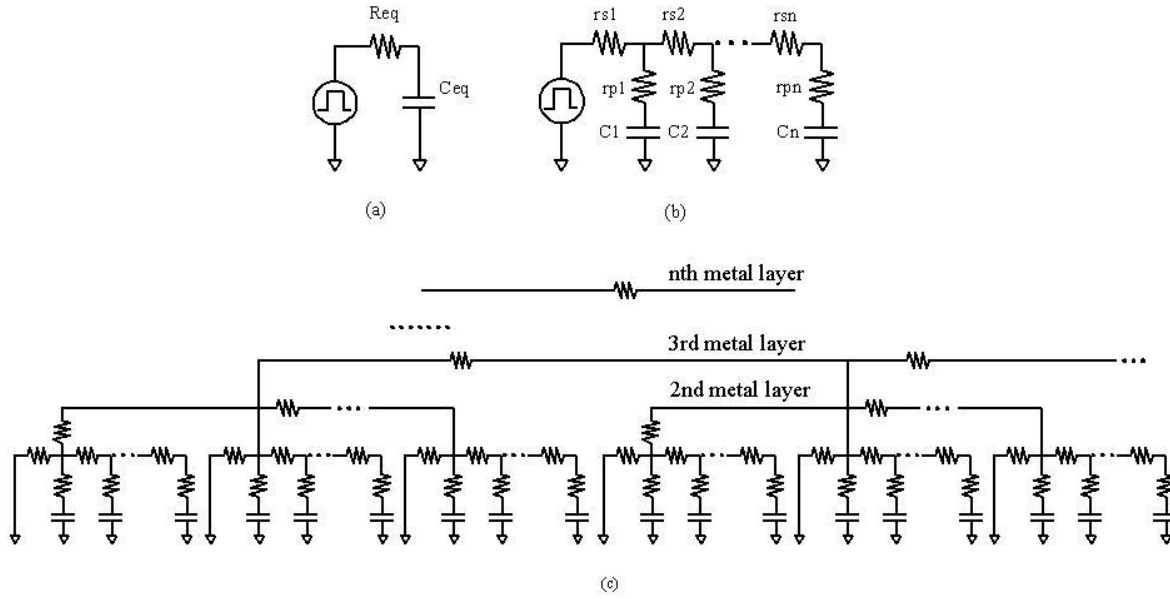 Req
Ceq
(a)
rs1 rs2 rsn
rp1 rp2 rpn
C1 C2 Cn
(b)
nth metal layer
3rd metal layer
2nd metal layer
(c)